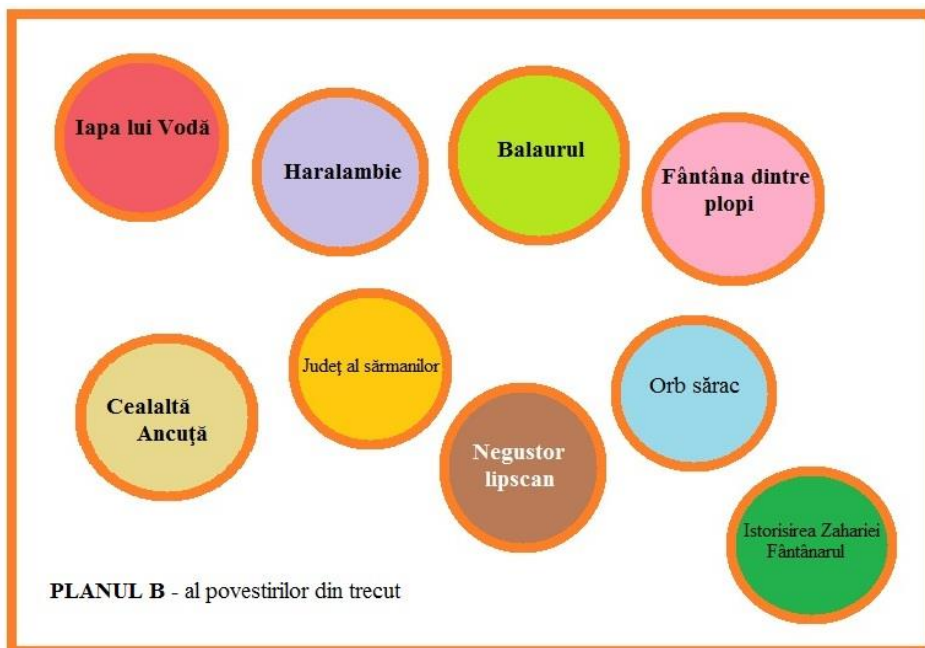 Iapa lui Vodă
Haralambie
Balaurul
Fântâna dintre
plopi
Cealaltă
Ancuţă
Judeţ al sărmanilor
Negustor
lipscan
Orb sărac
Istorisirea Zahariei
Fântânarul
PLANUL B - al povestirilor din trecut